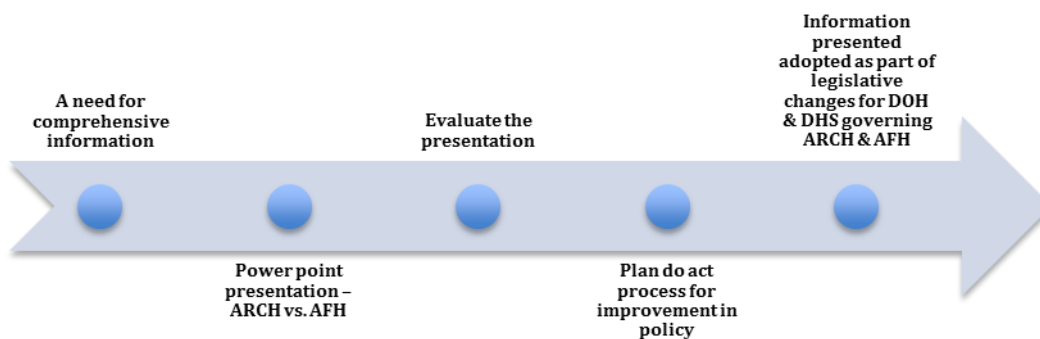 A need for
comprehensive
information
Power point
presentation –
ARCH vs. AFH
Evaluate the
presentation
Plan do act
process for
improvement in
policy
Information
presented
adopted as part of
legislative
changes for DOH
& DHS governing
ARCH & AFH